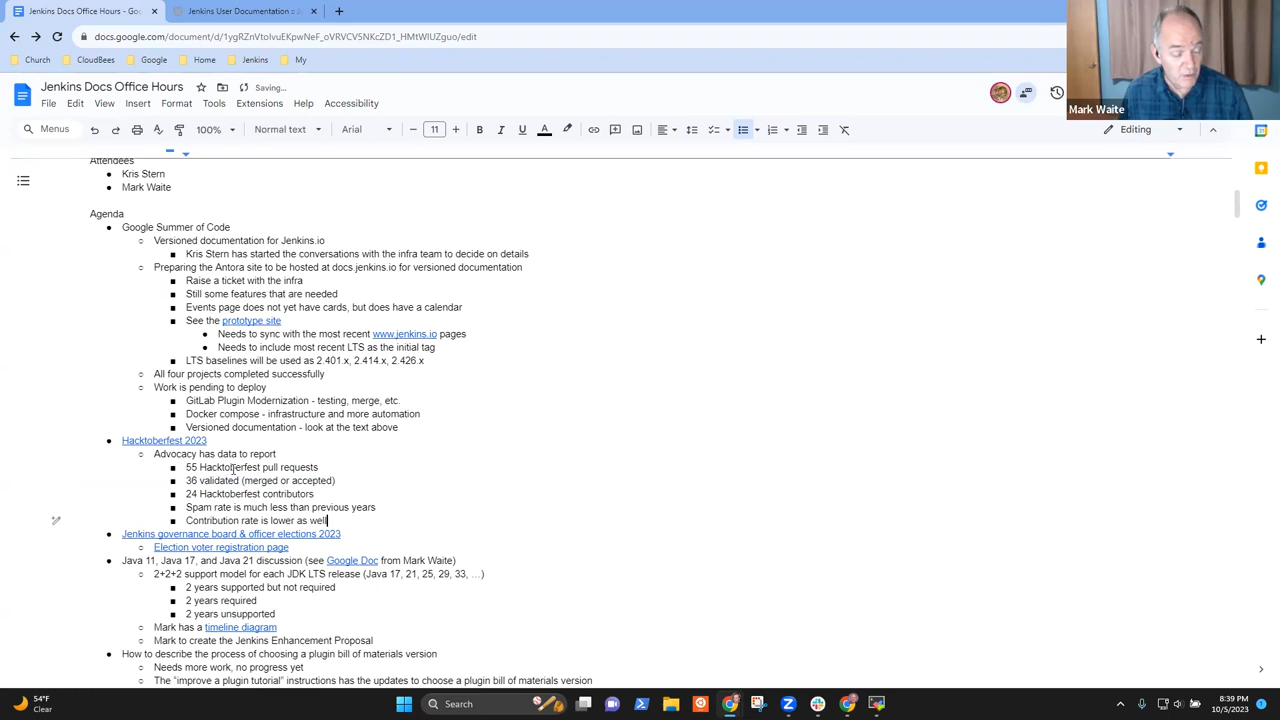 Jenkins Docs Office Hours - Goo
Jenkins User Documentation
docs.google.com/document/d/1ygRZnVtoIvuEKpwNeF_oVRVCV5NKcZD1_HMtWIUZguo/edit
Church
CloudBees
Google
Home
Jenkins
My
Jenkins Docs Office Hours
Saving...
File Edit View Insert Format Tools Extensions Help Accessibility
Mark Waite
Menus
100%
Normal text
Arial
11
Editing
Attendees
Kris Stern
Mark Waite
Agenda
Google Summer of Code
Versioned documentation for Jenkins.io
Kris Stern has started the conversations with the infra team to decide on details
Preparing the Antora site to be hosted at docs.jenkins.io for versioned documentation
Raise a ticket with the infra
Still some features that are needed
Events page does not yet have cards, but does have a calendar
See the prototype site
Needs to sync with the most recent www.jenkins.io pages
Needs to include most recent LTS as the initial tag
LTS baselines will be used as 2.401.x, 2.414.x, 2.426.x
All four projects completed successfully
Work is pending to deploy
GitLab Plugin Modernization - testing, merge, etc.
Docker compose - infrastructure and more automation
Versioned documentation - look at the text above
Hacktoberfest 2023
Advocacy has data to report
55 Hacktoberfest pull requests
36 validated (merged or accepted)
24 Hacktoberfest contributors
Spam rate is much less than previous years
Contribution rate is lower as well
Jenkins governance board & officer elections 2023
Election voter registration page
Java 11, Java 17, and Java 21 discussion (see Google Doc from Mark Waite)
2+2+2 support model for each JDK LTS release (Java 17, 21, 25, 29, 33, …)
2 years supported but not required
2 years required
2 years unsupported
Mark has a timeline diagram
Mark to create the Jenkins Enhancement Proposal
How to describe the process of choosing a plugin bill of materials version
Needs more work, no progress yet
The “improve a plugin tutorial” instructions has the updates to choose a plugin bill of materials version
54°F
Clear
Search
8:39 PM
10/5/2023